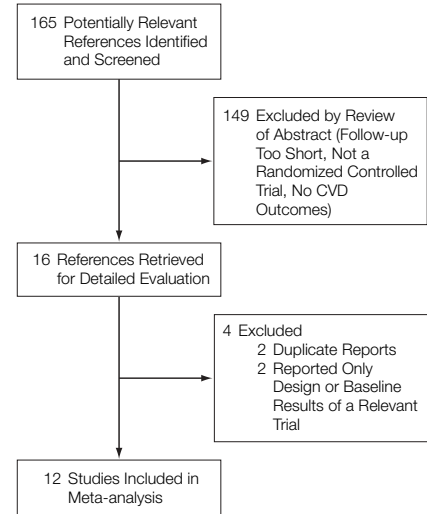 165 Potentially Relevant
References Identified
and Screened
149 Excluded by Review
of Abstract (Follow-up
Too Short, Not a
Randomized Controlled
Trial, No CVD
Outcomes)
16 References Retrieved
for Detailed Evaluation
4 Excluded
2 Duplicate Reports
2 Reported Only
Design or Baseline
Results of a Relevant
Trial
12 Studies Included in
Meta-analysis